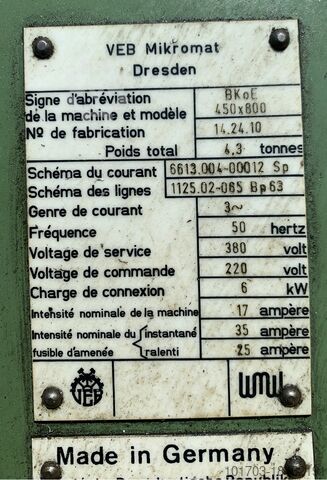 VEB Mikromat
Dresden
Signe d'abréviation BKoE
de la machine et modèle 450x800
Nº de fabrication 14.24.10
Poids total 4.3 tonnes
Schéma du courant 6613.004-00012 Sp
Schéma des lignes 1125.02-065 Bp63
Genre de courant 3~
Fréquence 50 hertz
Voltage de service 380 volt
Voltage de commande 220 volt
Charge de connexion 6 kW
Intensité nominale de la machine 17 ampère
Intensité nominale du instantané 35 ampère
fusible d'amenée ralenti 25 ampère
VEB WMW
Made in Germany